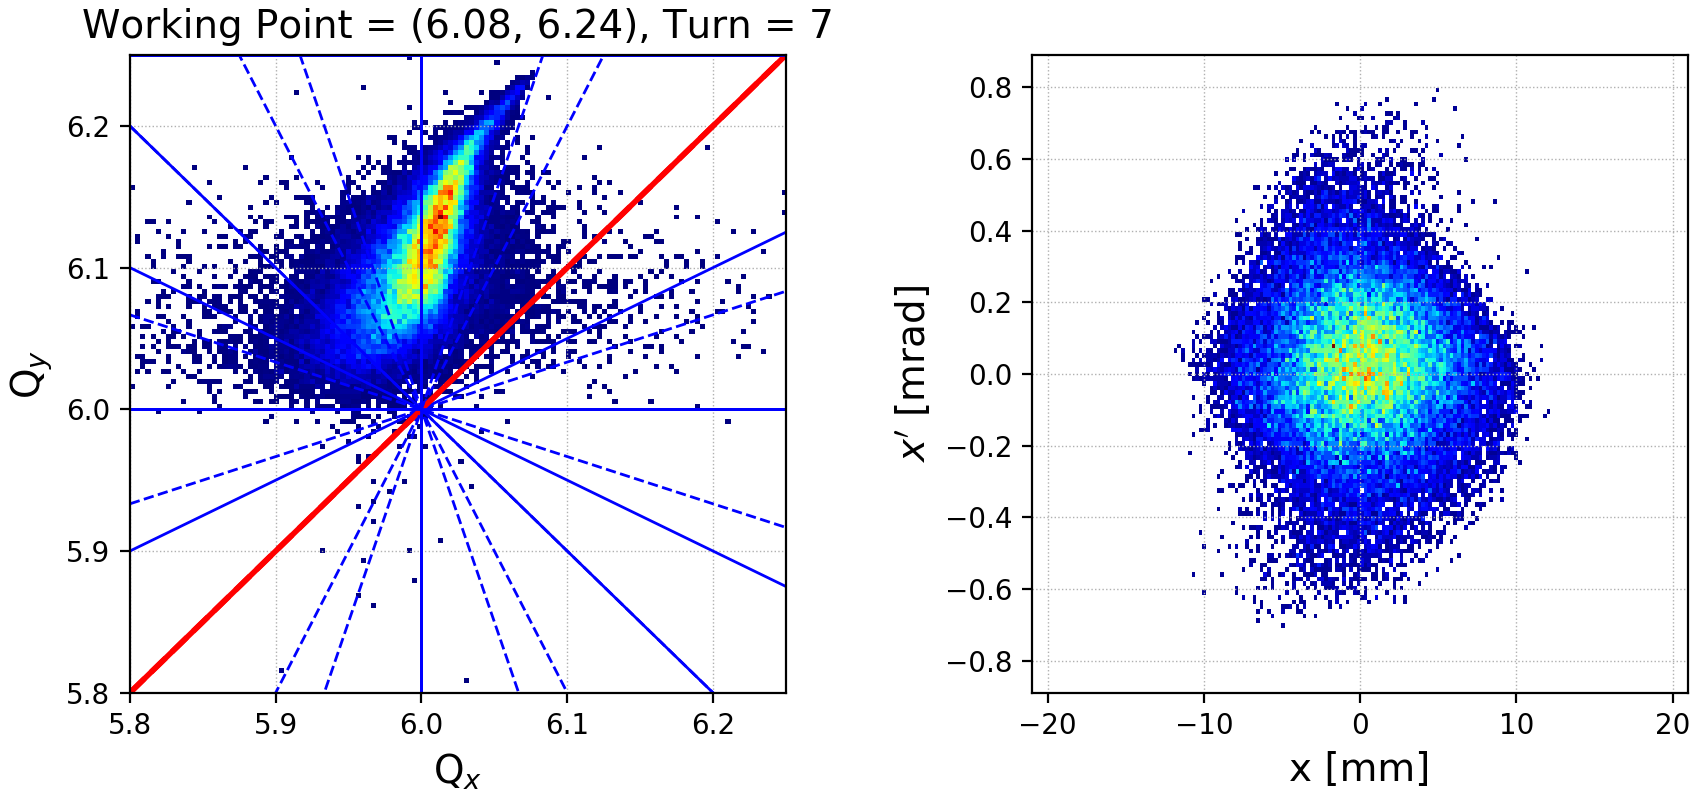 Working Point = (6.08, 6.24), Turn = 7
6.2
6.1
6.0
5.9
5.8
Qy
5.8 5.9 6.0 6.1 6.2
Qx
0.8
0.6
0.4
0.2
0.0
−0.2
−0.4
−0.6
−0.8
x′ [mrad]
−20 −10 0 10 20
x [mm]